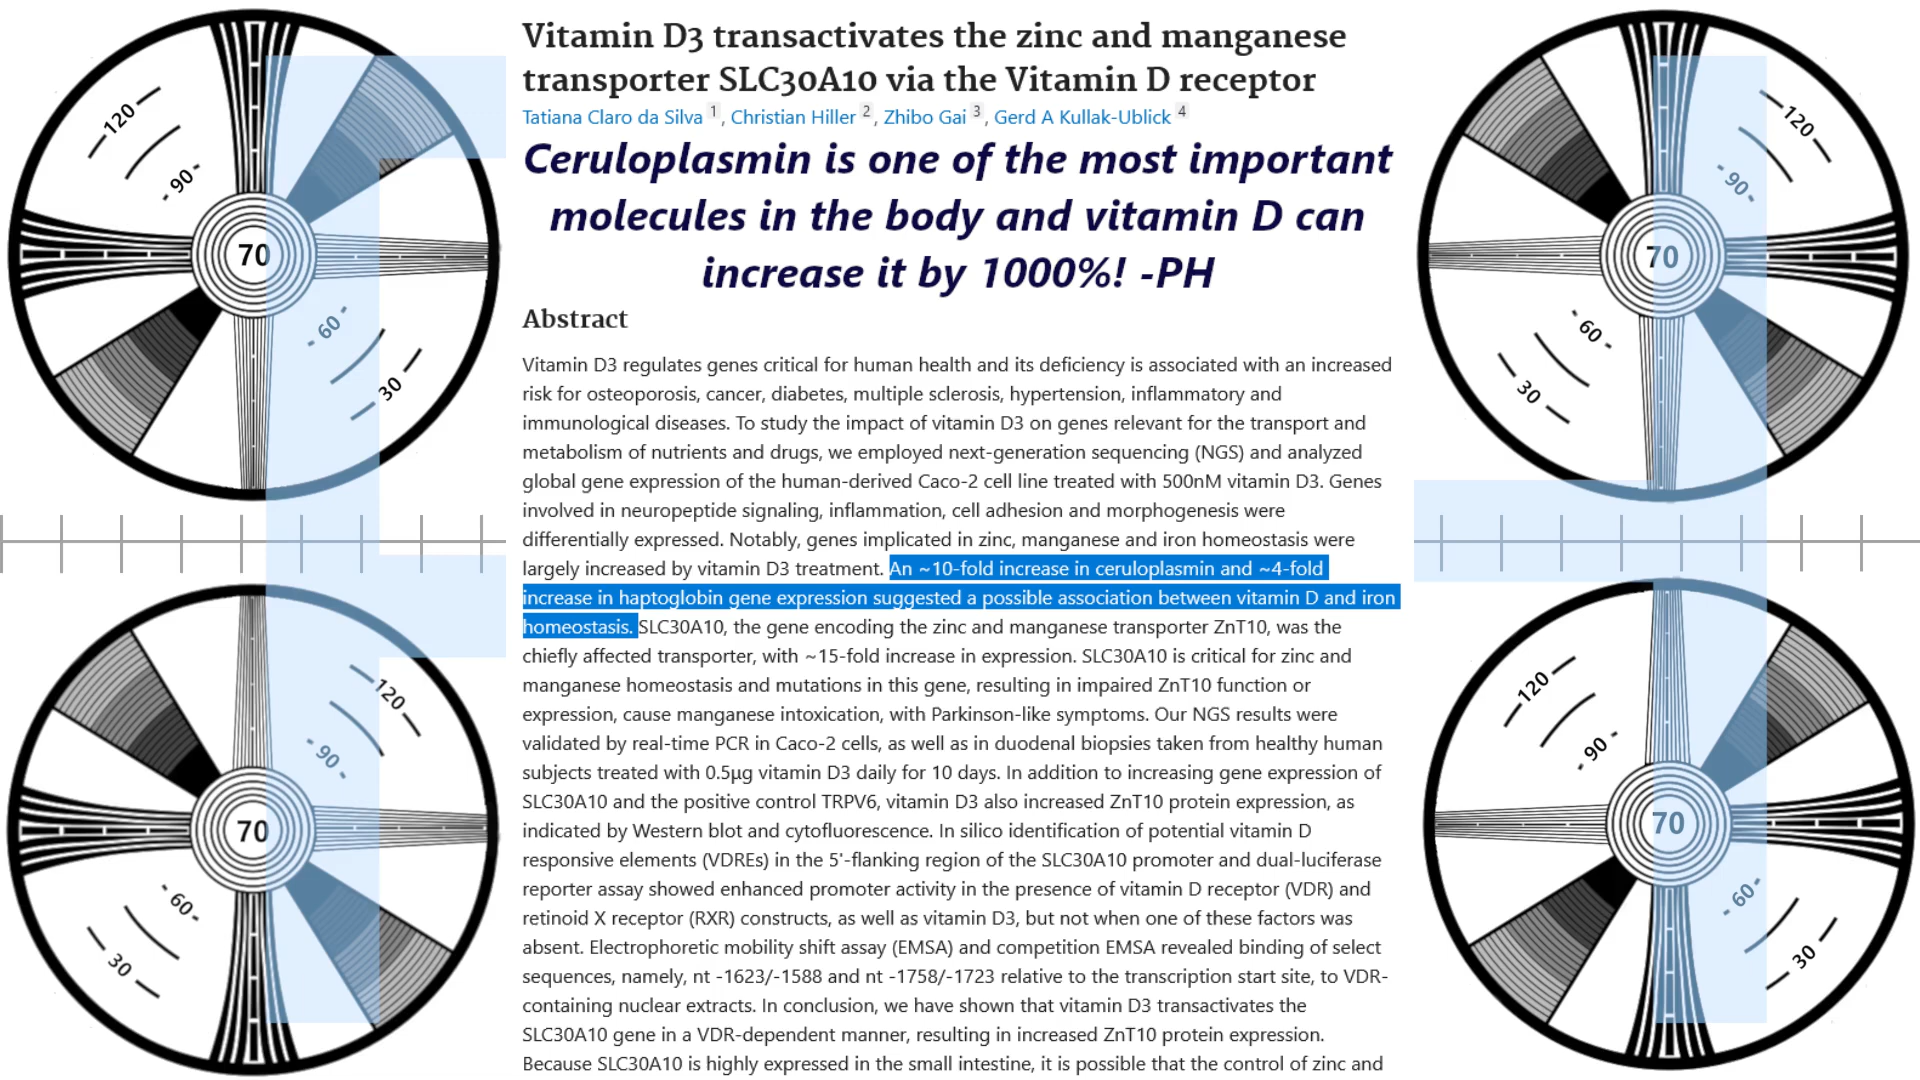 Vitamin D3 transactivates the zinc and manganese
transporter SLC30A10 via the Vitamin D receptor
Tatiana Claro da Silva 1 , Christian Hiller 2 , Zhibo Gai 3 , Gerd A Kullak-Ublick 4
Ceruloplasmin is one of the most important
molecules in the body and vitamin D can
increase it by 1000%! -PH
Abstract
Vitamin D3 regulates genes critical for human health and its deficiency is associated with an increased
risk for osteoporosis, cancer, diabetes, multiple sclerosis, hypertension, inflammatory and
immunological diseases. To study the impact of vitamin D3 on genes relevant for the transport and
metabolism of nutrients and drugs, we employed next-generation sequencing (NGS) and analyzed
global gene expression of the human-derived Caco-2 cell line treated with 500nM vitamin D3. Genes
involved in neuropeptide signaling, inflammation, cell adhesion and morphogenesis were
differentially expressed. Notably, genes implicated in zinc, manganese and iron homeostasis were
largely increased by vitamin D3 treatment. An ~10-fold increase in ceruloplasmin and ~4-fold
increase in haptoglobin gene expression suggested a possible association between vitamin D and iron
homeostasis. SLC30A10, the gene encoding the zinc and manganese transporter ZnT10, was the
chiefly affected transporter, with ~15-fold increase in expression. SLC30A10 is critical for zinc and
manganese homeostasis and mutations in this gene, resulting in impaired ZnT10 function or
expression, cause manganese intoxication, with Parkinson-like symptoms. Our NGS results were
validated by real-time PCR in Caco-2 cells, as well as in duodenal biopsies taken from healthy human
subjects treated with 0.5µg vitamin D3 daily for 10 days. In addition to increasing gene expression of
SLC30A10 and the positive control TRPV6, vitamin D3 also increased ZnT10 protein expression, as
indicated by Western blot and cytofluorescence. In silico identification of potential vitamin D
responsive elements (VDREs) in the 5'-flanking region of the SLC30A10 promoter and dual-luciferase
reporter assay showed enhanced promoter activity in the presence of vitamin D receptor (VDR) and
retinoid X receptor (RXR) constructs, as well as vitamin D3, but not when one of these factors was
absent. Electrophoretic mobility shift assay (EMSA) and competition EMSA revealed binding of select
sequences, namely, nt -1623/-1588 and nt -1758/-1723 relative to the transcription start site, to VDR-
containing nuclear extracts. In conclusion, we have shown that vitamin D3 transactivates the
SLC30A10 gene in a VDR-dependent manner, resulting in increased ZnT10 protein expression.
Because SLC30A10 is highly expressed in the small intestine, it is possible that the control of zinc and
120
- 90 -
70
- 60 -
30
120
- 90 -
70
- 60 -
30
120
- 90 -
70
- 60 -
30
120
- 90 -
70
- 60 -
30